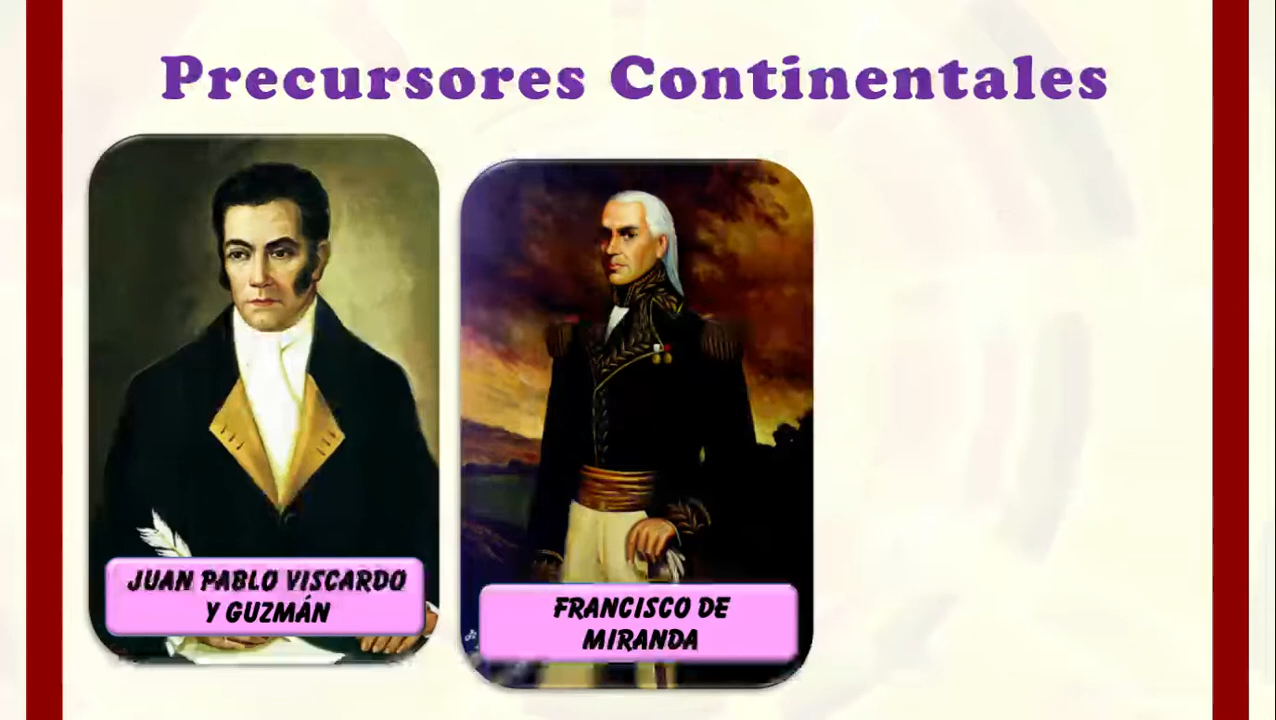 Precursores Continentales
JUAN PABLO VISCARDO
Y GUZMÁN
FRANCISCO DE
MIRANDA